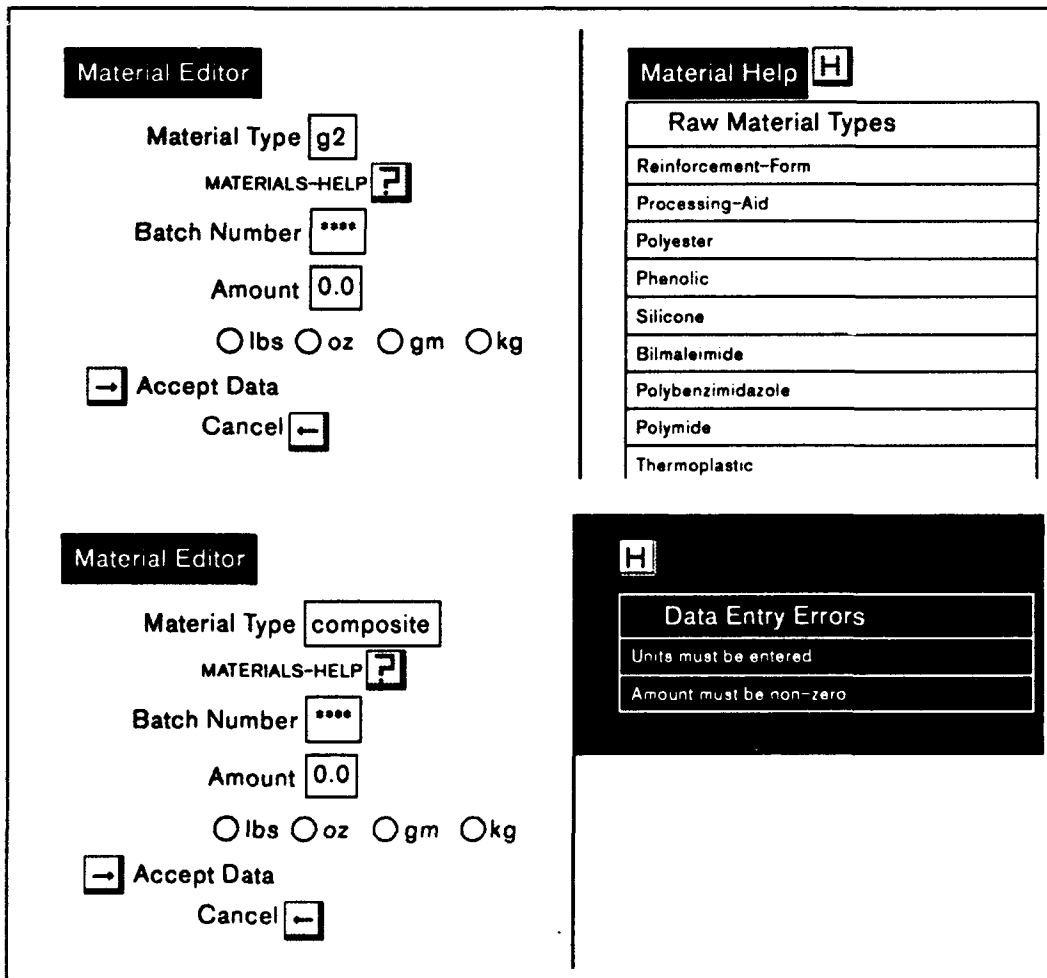 Material Editor
Material Type g2
MATERIALS-HELP ?
Batch Number ****
Amount 0.0
lbs oz gm kg
→ Accept Data
Cancel ←
Material Help H
Raw Material Types
Reinforcement-Form
Processing-Aid
Polyester
Phenolic
Silicone
Bilmaleimide
Polybenzimidazole
Polymide
Thermoplastic
Material Editor
Material Type composite
MATERIALS-HELP ?
Batch Number ****
Amount 0.0
lbs oz gm kg
→ Accept Data
Cancel ←
H
Data Entry Errors
Units must be entered
Amount must be non-zero